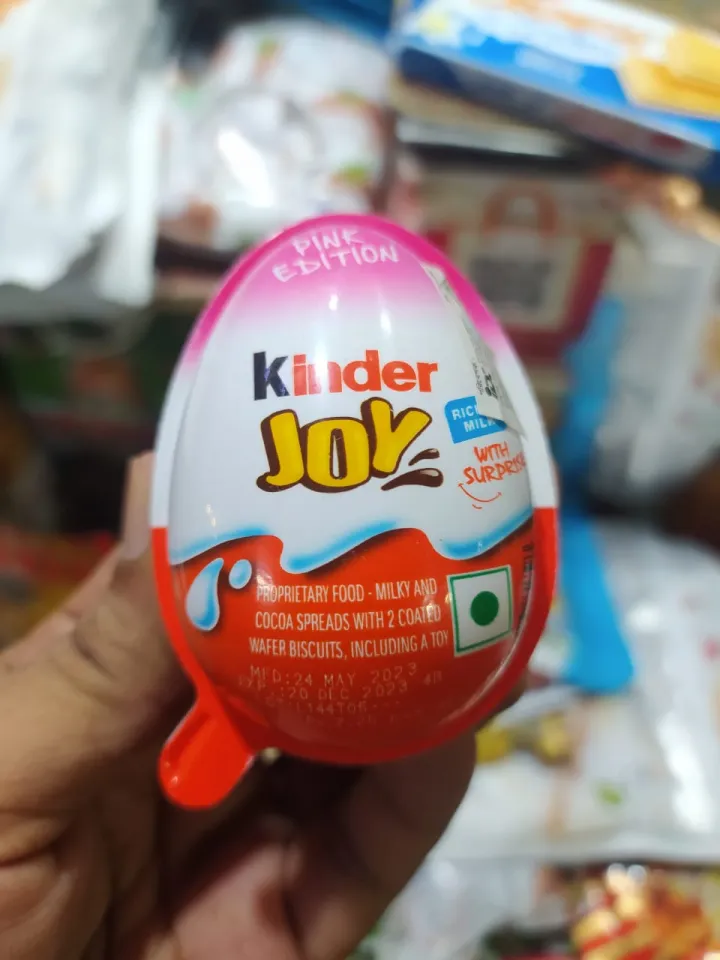 PINK
EDITION
Kinder
JOY
RICH
MILK
WITH
SURPRISE
PROPRIETARY FOOD - MILKY AND
COCOA SPREADS WITH 2 COATED
WAFER BISCUITS, INCLUDING A TOY
MFD:24 MAY 2023
20 DEC 2023